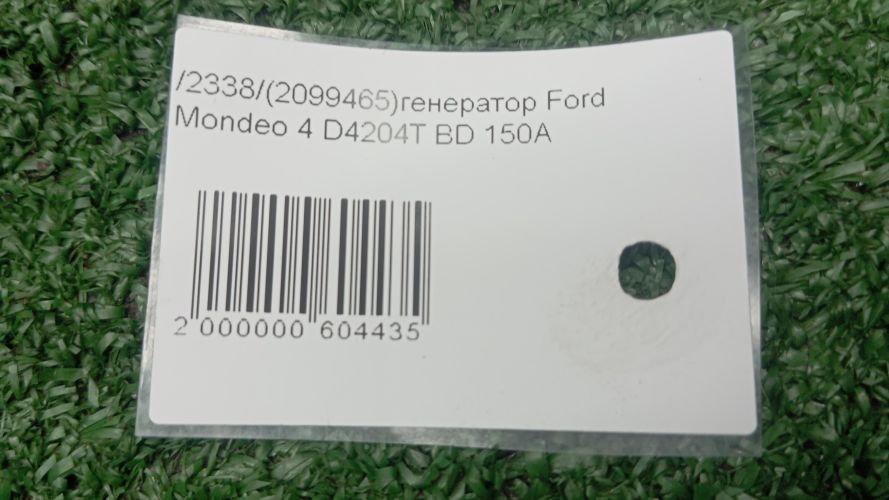 /2338/(2099465)генератор Ford
Mondeo 4 D4204T BD 150A
2 000000 604435